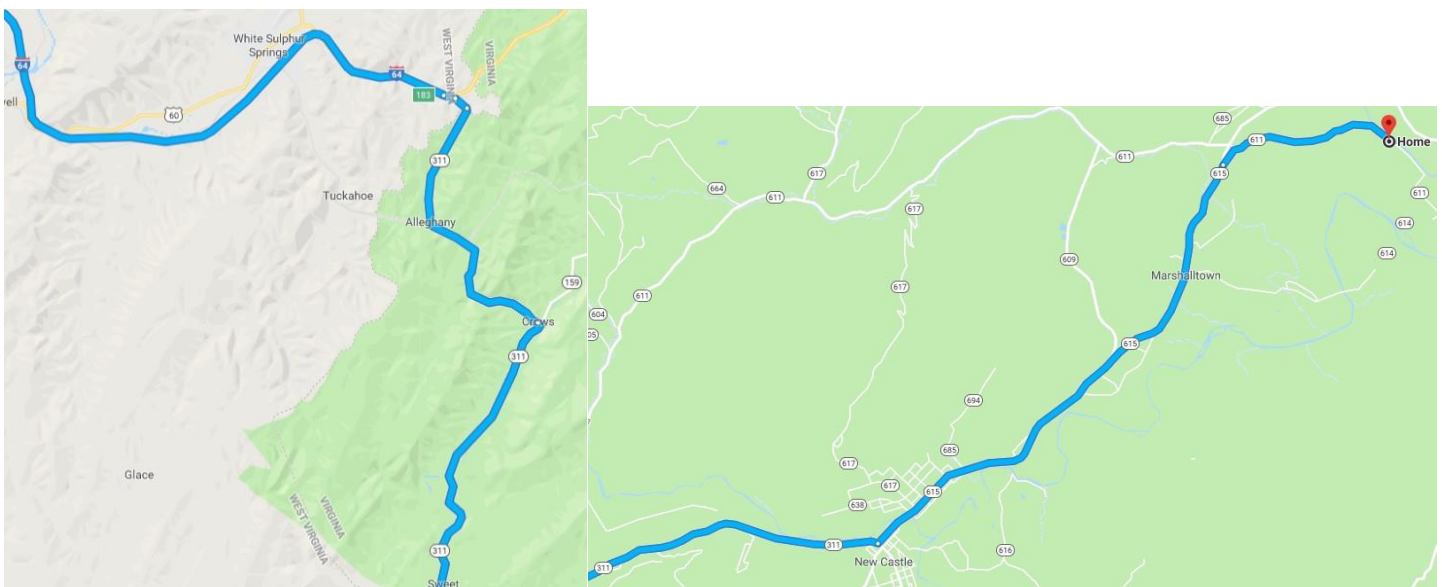 White Sulphur
Springs
64
WEST VIRGINIA
VIRGINIA
64
183
60
311
Tuckahoe
Alleghany
159
Crows
311
Glace
WEST VIRGINIA
VIRGINIA
311
Sweet
685
Home
611
611
615
617
664
611
617
611
614
614
609
Marshalltown
617
611
604
615
694
685
617
617
615
638
311
616
New Castle
311